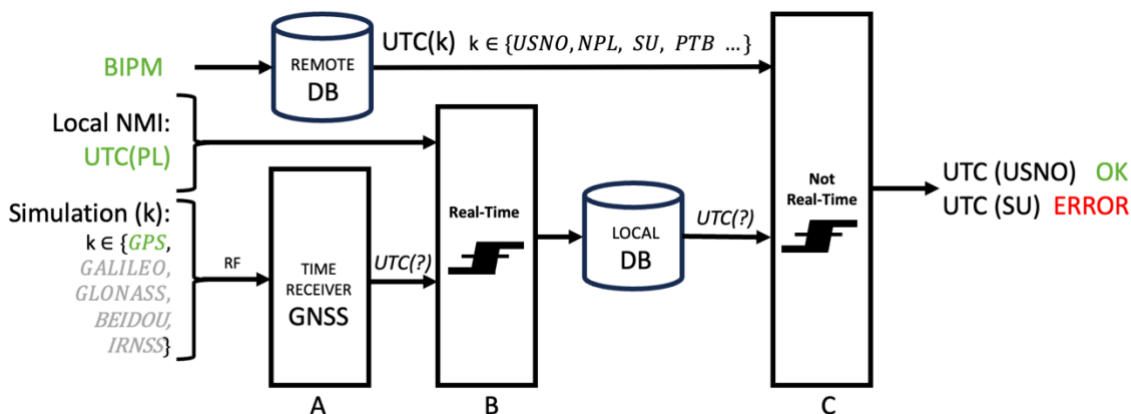 UTC(k) k ∈ {USNO, NPL, SU, PTB ...}
BIPM
REMOTE
DB
Local NMI:
UTC(PL)
Simulation (k):
k ∈ {GPS,
GALILEO,
GLONASS,
BEIDOU,
IRNSS}
RF
TIME
RECEIVER
GNSS
UTC(?)
Real-Time
LOCAL
DB
UTC(?)
Not
Real-Time
UTC (USNO) OK
UTC (SU) ERROR
A
B
C